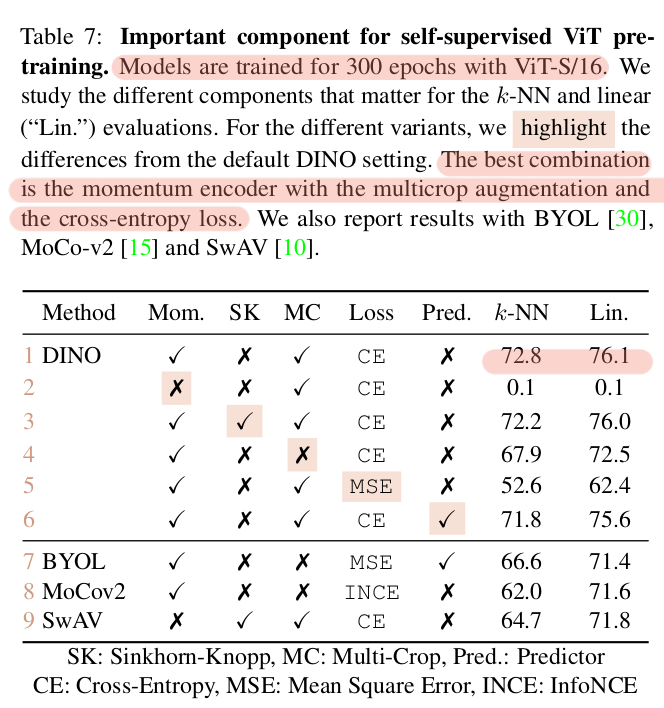 Table 7: Important component for self-supervised ViT pre-
training. Models are trained for 300 epochs with ViT-S/16. We
study the different components that matter for the k-NN and linear
(“Lin.”) evaluations. For the different variants, we highlight the
differences from the default DINO setting. The best combination
is the momentum encoder with the multicrop augmentation and
the cross-entropy loss. We also report results with BYOL [30],
MoCo-v2 [15] and SwAV [10].
Method Mom. SK MC Loss Pred. k-NN Lin.
1 DINO ✓ ✗ ✓ CE ✗ 72.8 76.1
2 ✗ ✗ ✓ CE ✗ 0.1 0.1
3 ✓ ✓ ✓ CE ✗ 72.2 76.0
4 ✓ ✗ ✗ CE ✗ 67.9 72.5
5 ✓ ✗ ✓ MSE ✗ 52.6 62.4
6 ✓ ✗ ✓ CE ✓ 71.8 75.6
7 BYOL ✓ ✗ ✗ MSE ✓ 66.6 71.4
8 MoCov2 ✓ ✗ ✗ INCE ✗ 62.0 71.6
9 SwAV ✗ ✓ ✓ CE ✗ 64.7 71.8
SK: Sinkhorn-Knopp, MC: Multi-Crop, Pred.: Predictor
CE: Cross-Entropy, MSE: Mean Square Error, INCE: InfoNCE